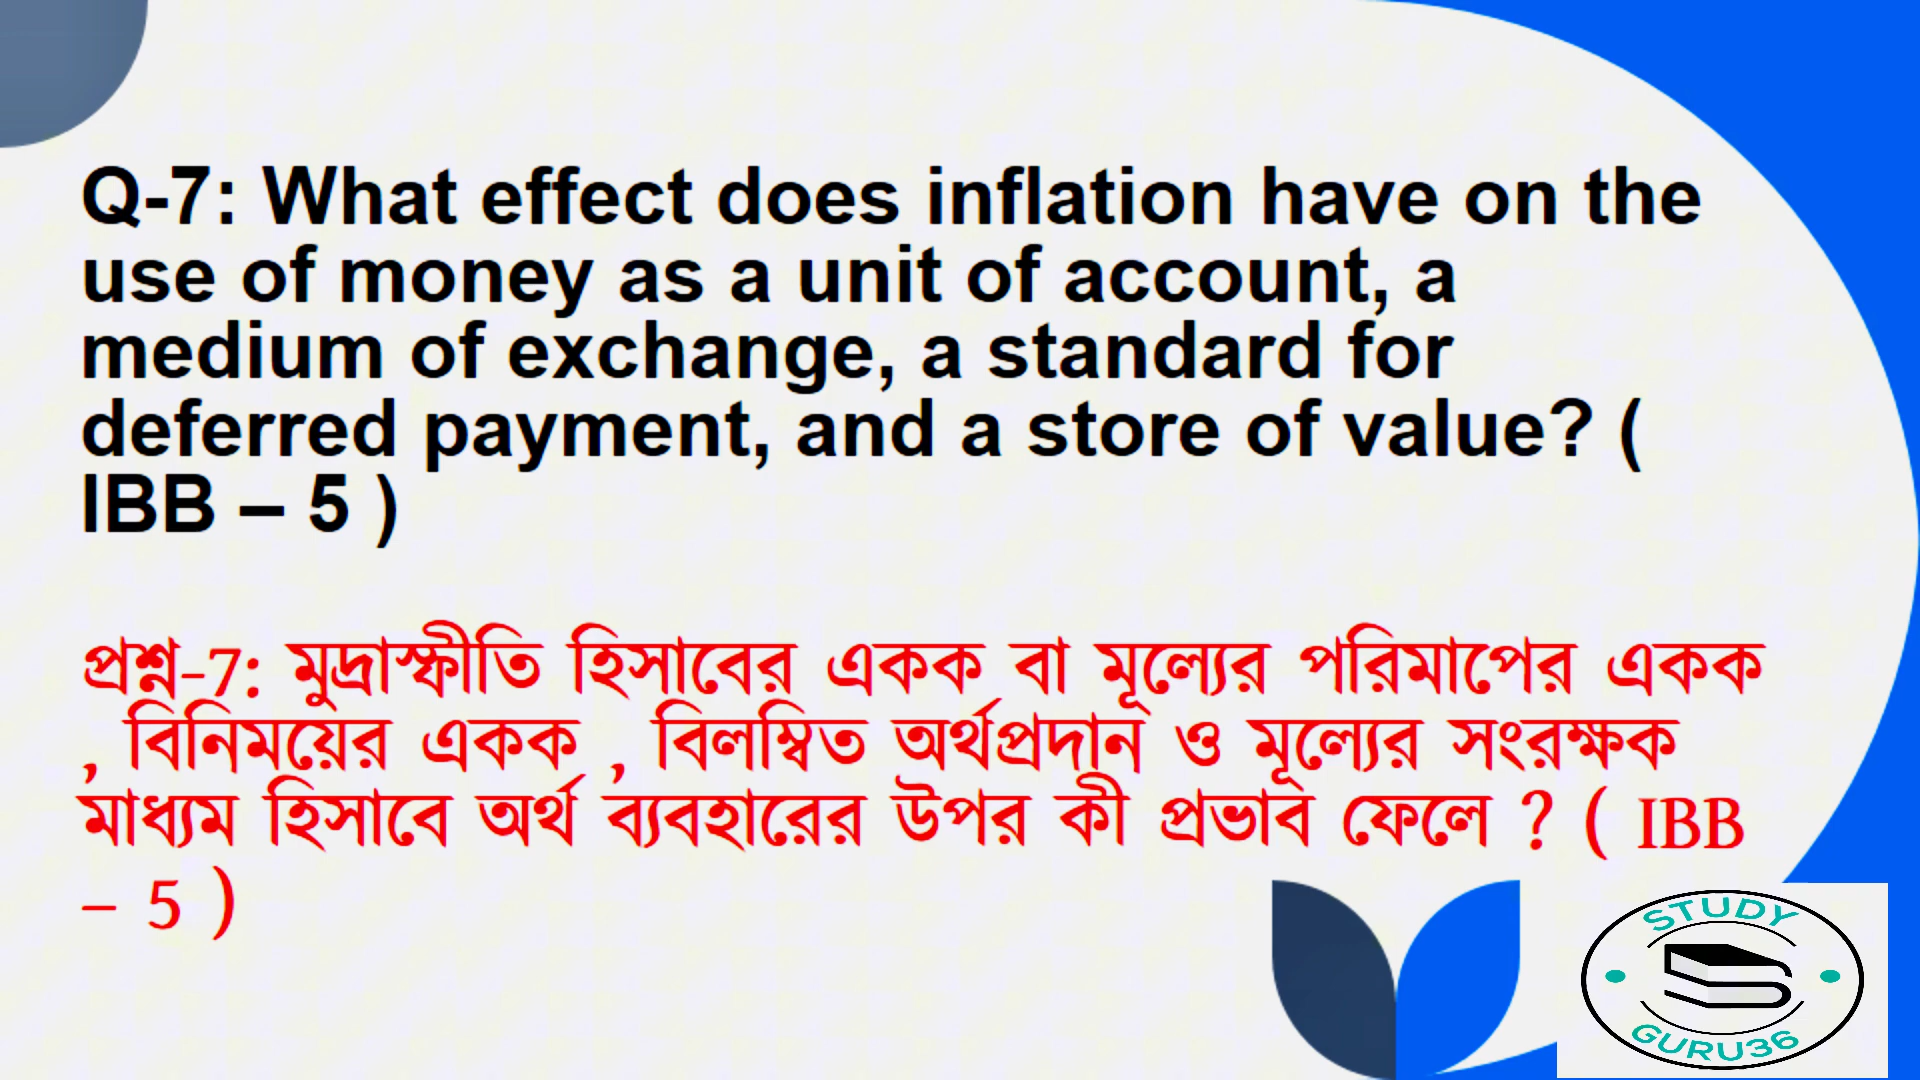 Q-7: What effect does inflation have on the
use of money as a unit of account, a
medium of exchange, a standard for
deferred payment, and a store of value? (
IBB – 5 )
প্রশ্ন-7: মুদ্রাস্ফীতি হিসাবের একক বা মূল্যের পরিমাপের একক
, বিনিময়ের একক , বিলম্বিত অর্থপ্রদান ও মূল্যের সংরক্ষক
মাধ্যম হিসাবে অর্থ ব্যবহারের উপর কী প্রভাব ফেলে ? ( IBB
– 5 )
STUDY
GURU36